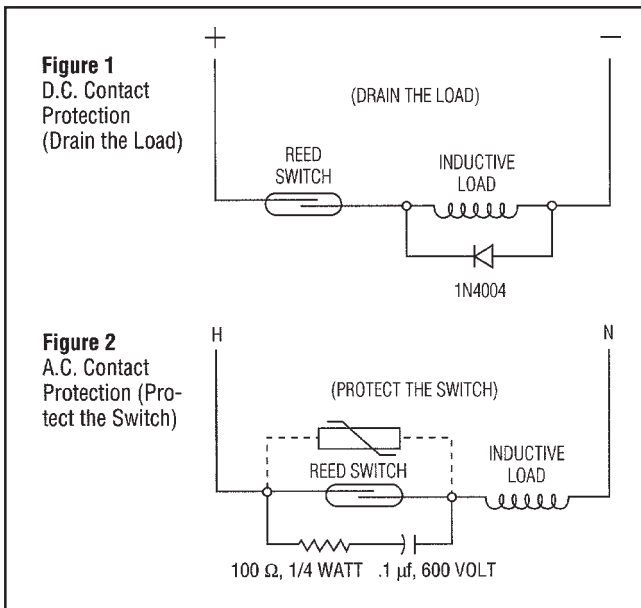 + −
Figure 1
D.C. Contact
Protection
(Drain the Load)
(DRAIN THE LOAD)
REED
SWITCH
INDUCTIVE
LOAD
1N4004
Figure 2
A.C. Contact
Protection (Pro-
tect the Switch)
H N
(PROTECT THE SWITCH)
REED SWITCH
INDUCTIVE
LOAD
100 Ω, 1/4 WATT .1 µf, 600 VOLT